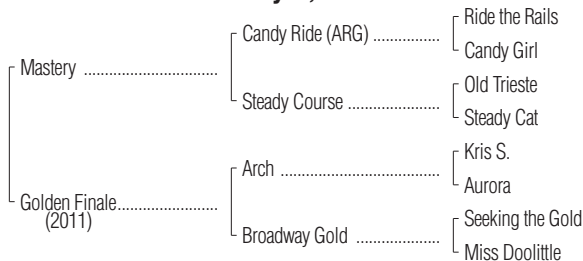 Ride the Rails
Candy Ride (ARG) ....................
Candy Girl
Mastery ................................
Old Trieste
Steady Course .......................
Steady Cat
Kris S.
Arch ......................................
Aurora
Golden Finale........................
(2011)
Seeking the Gold
Broadway Gold .....................
Miss Doolittle